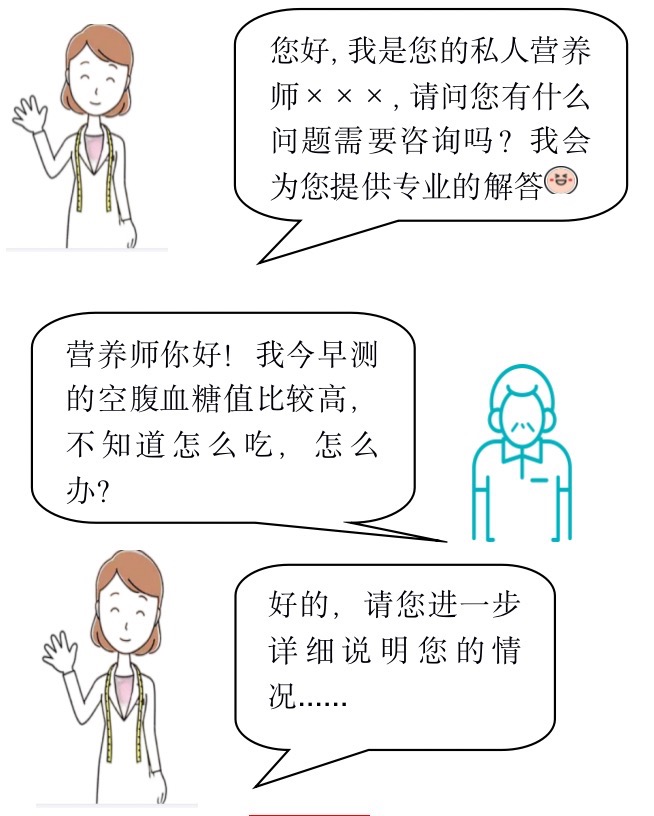 您好，我是您的私人营养
师×××，请问您有什么
问题需要咨询吗？我会
为您提供专业的解答
营养师你好！我今早测
的空腹血糖值比较高，
不知道怎么吃，怎么
办？
好的，请您进一步
详细说明您的情
况......